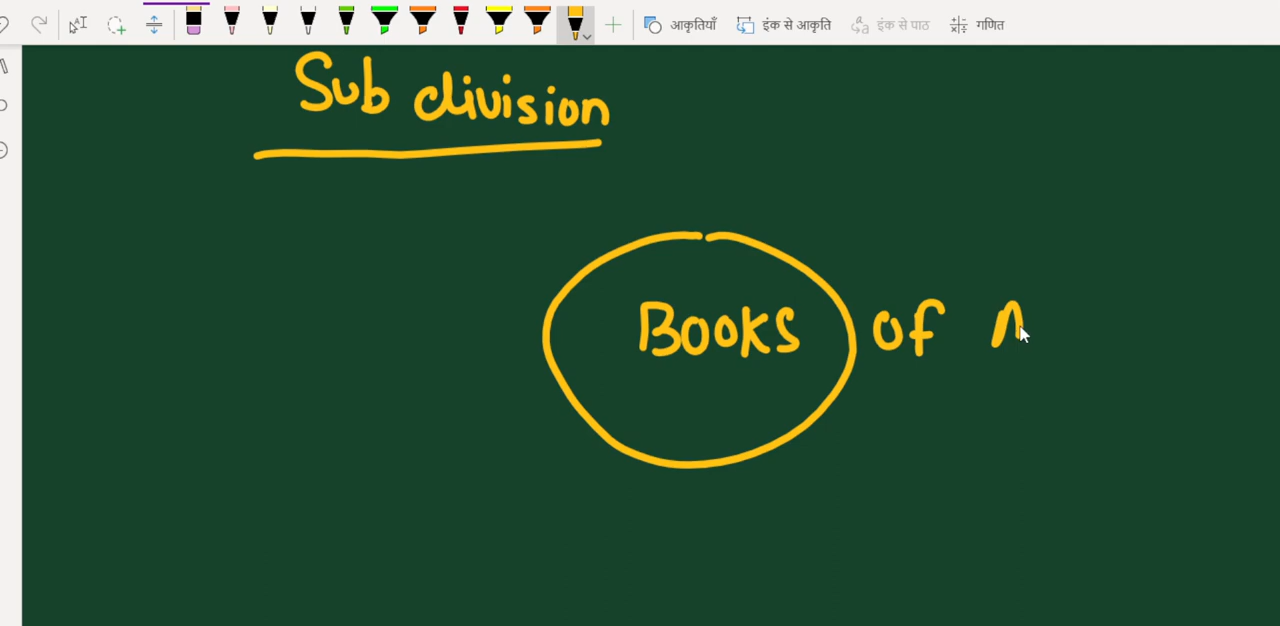 आकृतियाँ इंक से आकृति इंक से पाठ गणित
Sub division
Books of